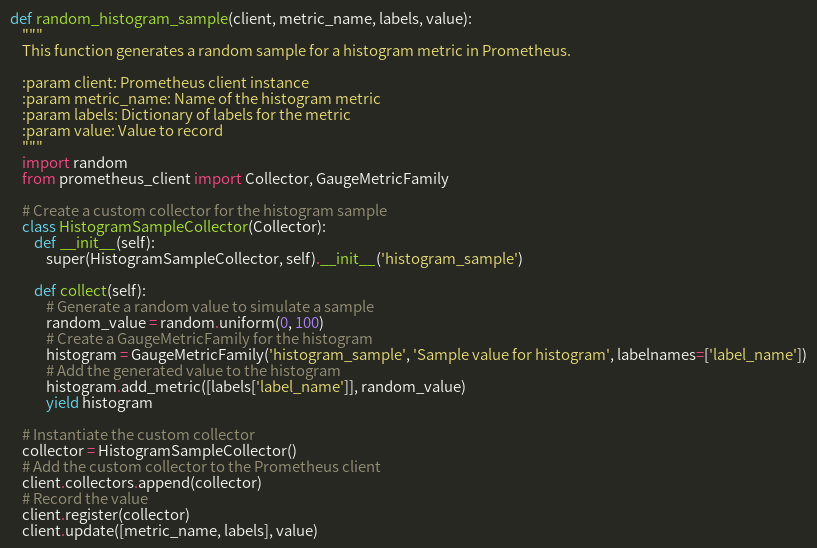 def random_histogram_sample(client, metric_name, labels, value):
    """
    This function generates a random sample for a histogram metric in Prometheus.

    :param client: Prometheus client instance
    :param metric_name: Name of the histogram metric
    :param labels: Dictionary of labels for the metric
    :param value: Value to record
    """
    import random
    from prometheus_client import Collector, GaugeMetricFamily

    # Create a custom collector for the histogram sample
    class HistogramSampleCollector(Collector):
        def __init__(self):
            super(HistogramSampleCollector, self).__init__('histogram_sample')

        def collect(self):
            # Generate a random value to simulate a sample
            random_value = random.uniform(0, 100)
            # Create a GaugeMetricFamily for the histogram
            histogram = GaugeMetricFamily('histogram_sample', 'Sample value for histogram', labelnames=['label_name'])
            # Add the generated value to the histogram
            histogram.add_metric([labels['label_name']], random_value)
            yield histogram

    # Instantiate the custom collector
    collector = HistogramSampleCollector()
    # Add the custom collector to the Prometheus client
    client.collectors.append(collector)
    # Record the value
    client.register(collector)
    client.update([metric_name, labels], value)